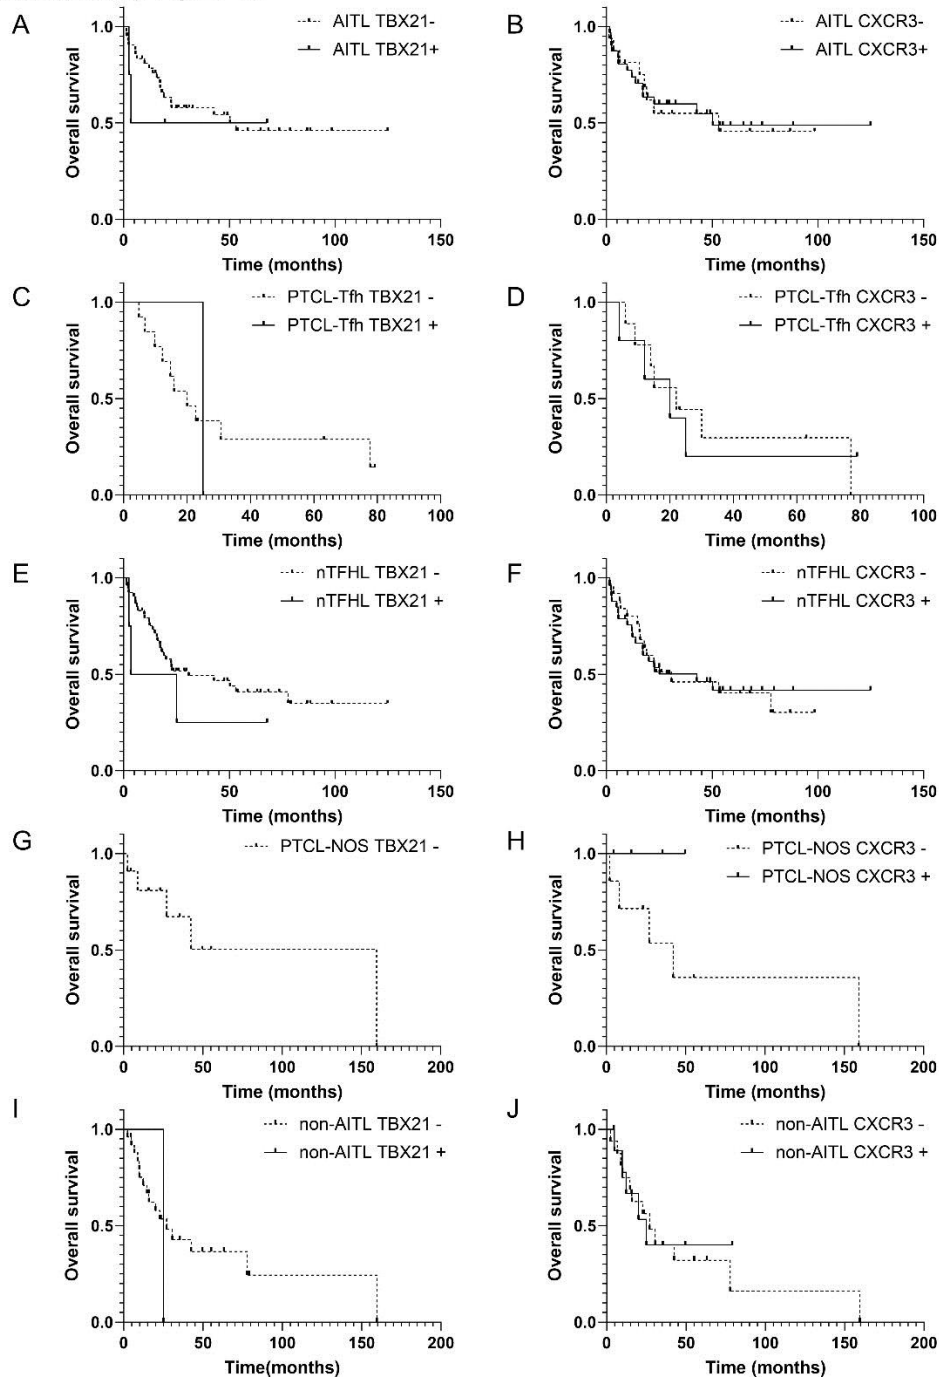 A
AITL TBX21-
AITL TBX21+
Overall survival
1.0
0.5
0.0
0 50 100 150
Time (months)
B
AITL CXCR3-
AITL CXCR3+
Overall survival
1.0
0.5
0.0
0 50 100 150
Time (months)
C
PTCL-Tfh TBX21 -
PTCL-Tfh TBX21 +
Overall survival
1.0
0.5
0.0
0 20 40 60 80 100
Time (months)
D
PTCL-Tfh CXCR3 -
PTCL-Tfh CXCR3 +
Overall survival
1.0
0.5
0.0
0 20 40 60 80 100
Time (months)
E
nTFHL TBX21 -
nTFHL TBX21 +
Overall survival
1.0
0.5
0.0
0 50 100 150
Time (months)
F
nTFHL CXCR3 -
nTFHL CXCR3 +
Overall survival
1.0
0.5
0.0
0 50 100 150
Time (months)
G
PTCL-NOS TBX21 -
Overall survival
1.0
0.5
0.0
0 50 100 150 200
Time (months)
H
PTCL-NOS CXCR3 -
PTCL-NOS CXCR3 +
Overall survival
1.0
0.5
0.0
0 50 100 150 200
Time (months)
I
non-AITL TBX21 -
non-AITL TBX21 +
Overall survival
1.0
0.5
0.0
0 50 100 150 200
Time(months)
J
non-AITL CXCR3 -
non-AITL CXCR3 +
Overall survival
1.0
0.5
0.0
0 50 100 150 200
Time (months)